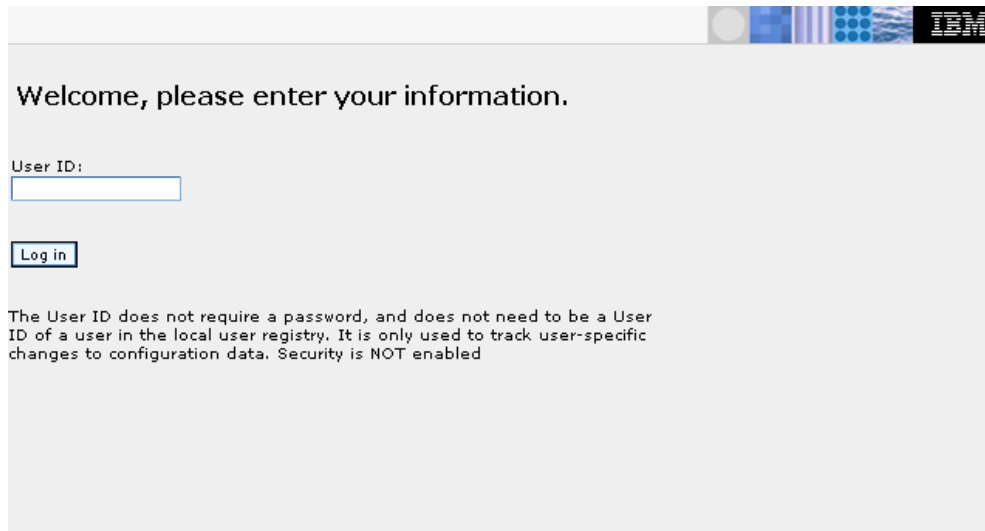 IBM
Welcome, please enter your information.
User ID:
Log in
The User ID does not require a password, and does not need to be a User
ID of a user in the local user registry. It is only used to track user-specific
changes to configuration data. Security is NOT enabled